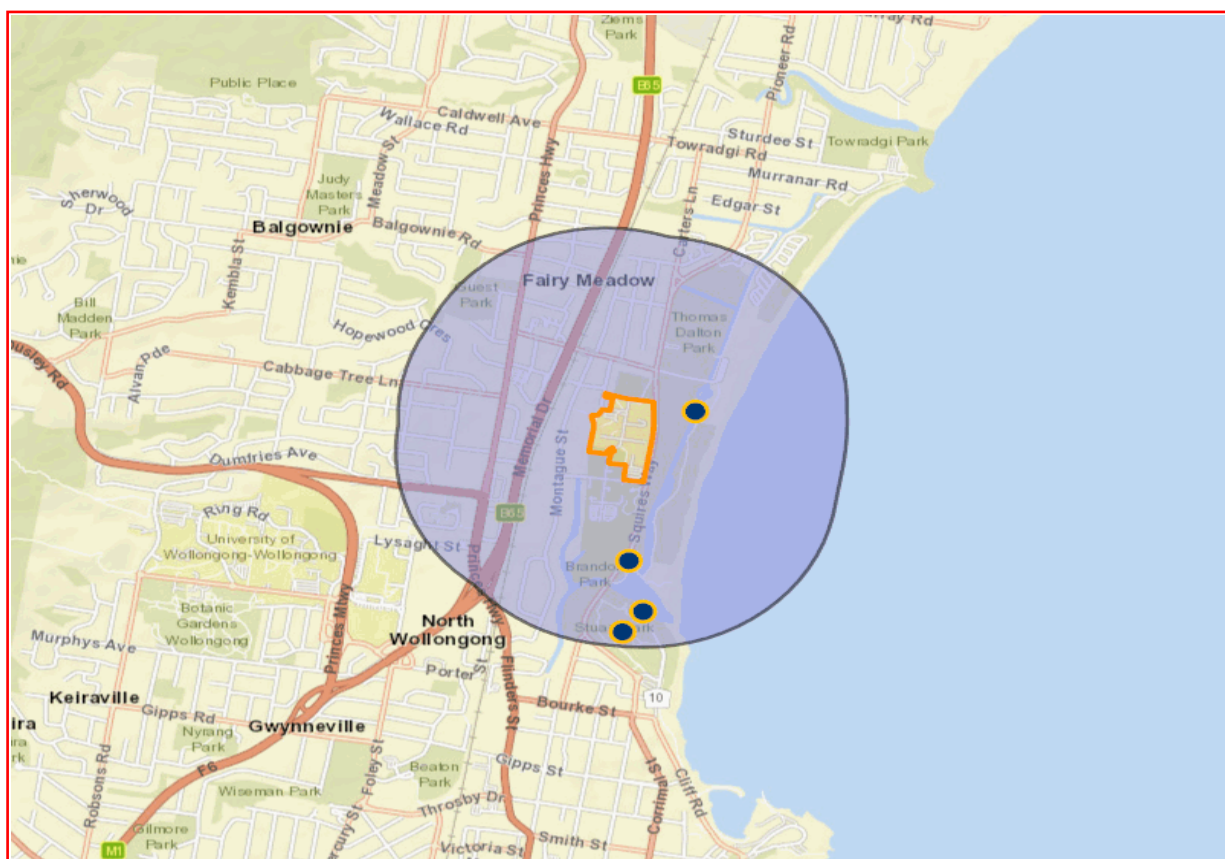 Ziems
Park
Pioneer Rd
Public Place
B65
Caldwell Ave
Wallace Rd
Meadow St
Princes Hwy
Sturdee St
Towradgi Park
Towradgi Rd
Murranar Rd
Judy
Masters
Park
Sherwood
Dr
Edgar St
Carters Ln
Balgownie
Balgownie Rd
Kembla St
Fairy Meadow
Guest
Park
Bill
Madden
Park
Hopewood Cres
Thomas
Dalton
Park
Alvan Pde
Cabbage Tree Ln
Memorial Dr
Montague St
Dumfries Ave
Squires Way
B65
Ring Rd
University of
Wollongong-Wollongong
Lysaght St
Princes Hwy
Princes Mtwy
Park
Botanic
Gardens
Wollongong
North
Wollongong
Murphys Ave
Porter St
Flinders St
Keiraville
10
Gipps Rd
Bourke St
Nyrang
Park
Gwynneville
Foley St
Beaton
Park
Gipps St
Robsons Rd
F6
Wiseman Park
Throsby Dr
Corrimal St
Cliff Rd
Gilmore
Park
M1
Victoria St
Smith St